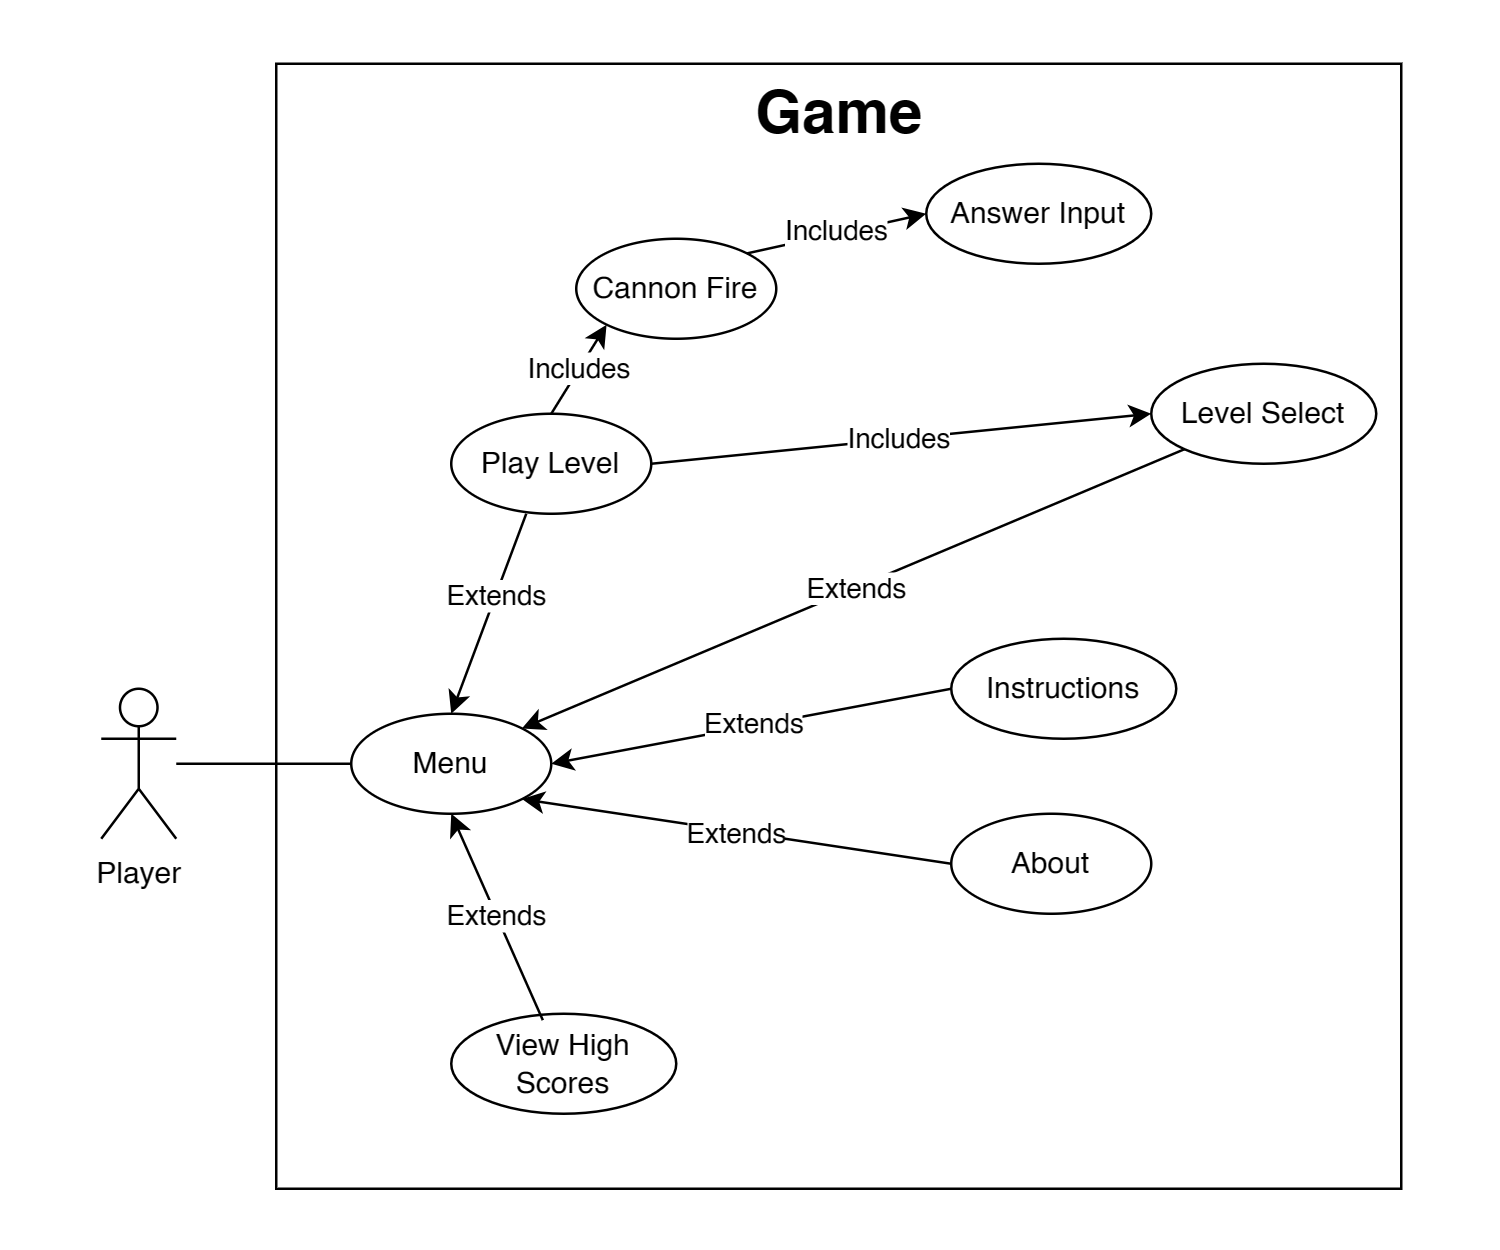 Game
Answer Input
Includes
Cannon Fire
Includes
Level Select
Includes
Play Level
Extends
Extends
Instructions
Extends
Menu
Extends
About
Player
Extends
View High
Scores